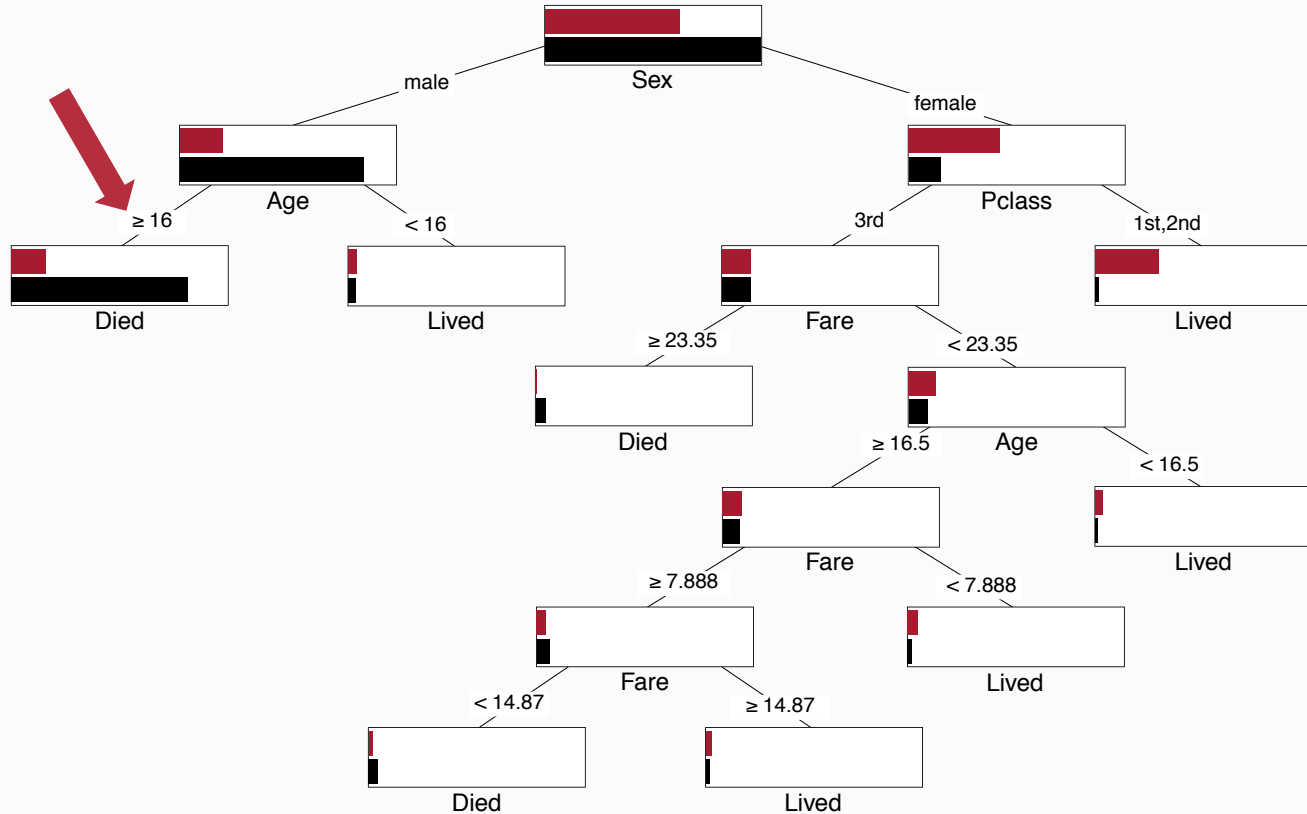 Sex
male
female
Age
Pclass
≥ 16
< 16
3rd
1st,2nd
Died
Lived
Fare
Lived
≥ 23.35
< 23.35
Died
Age
≥ 16.5
< 16.5
Fare
Lived
≥ 7.888
< 7.888
Fare
Lived
< 14.87
≥ 14.87
Died
Lived